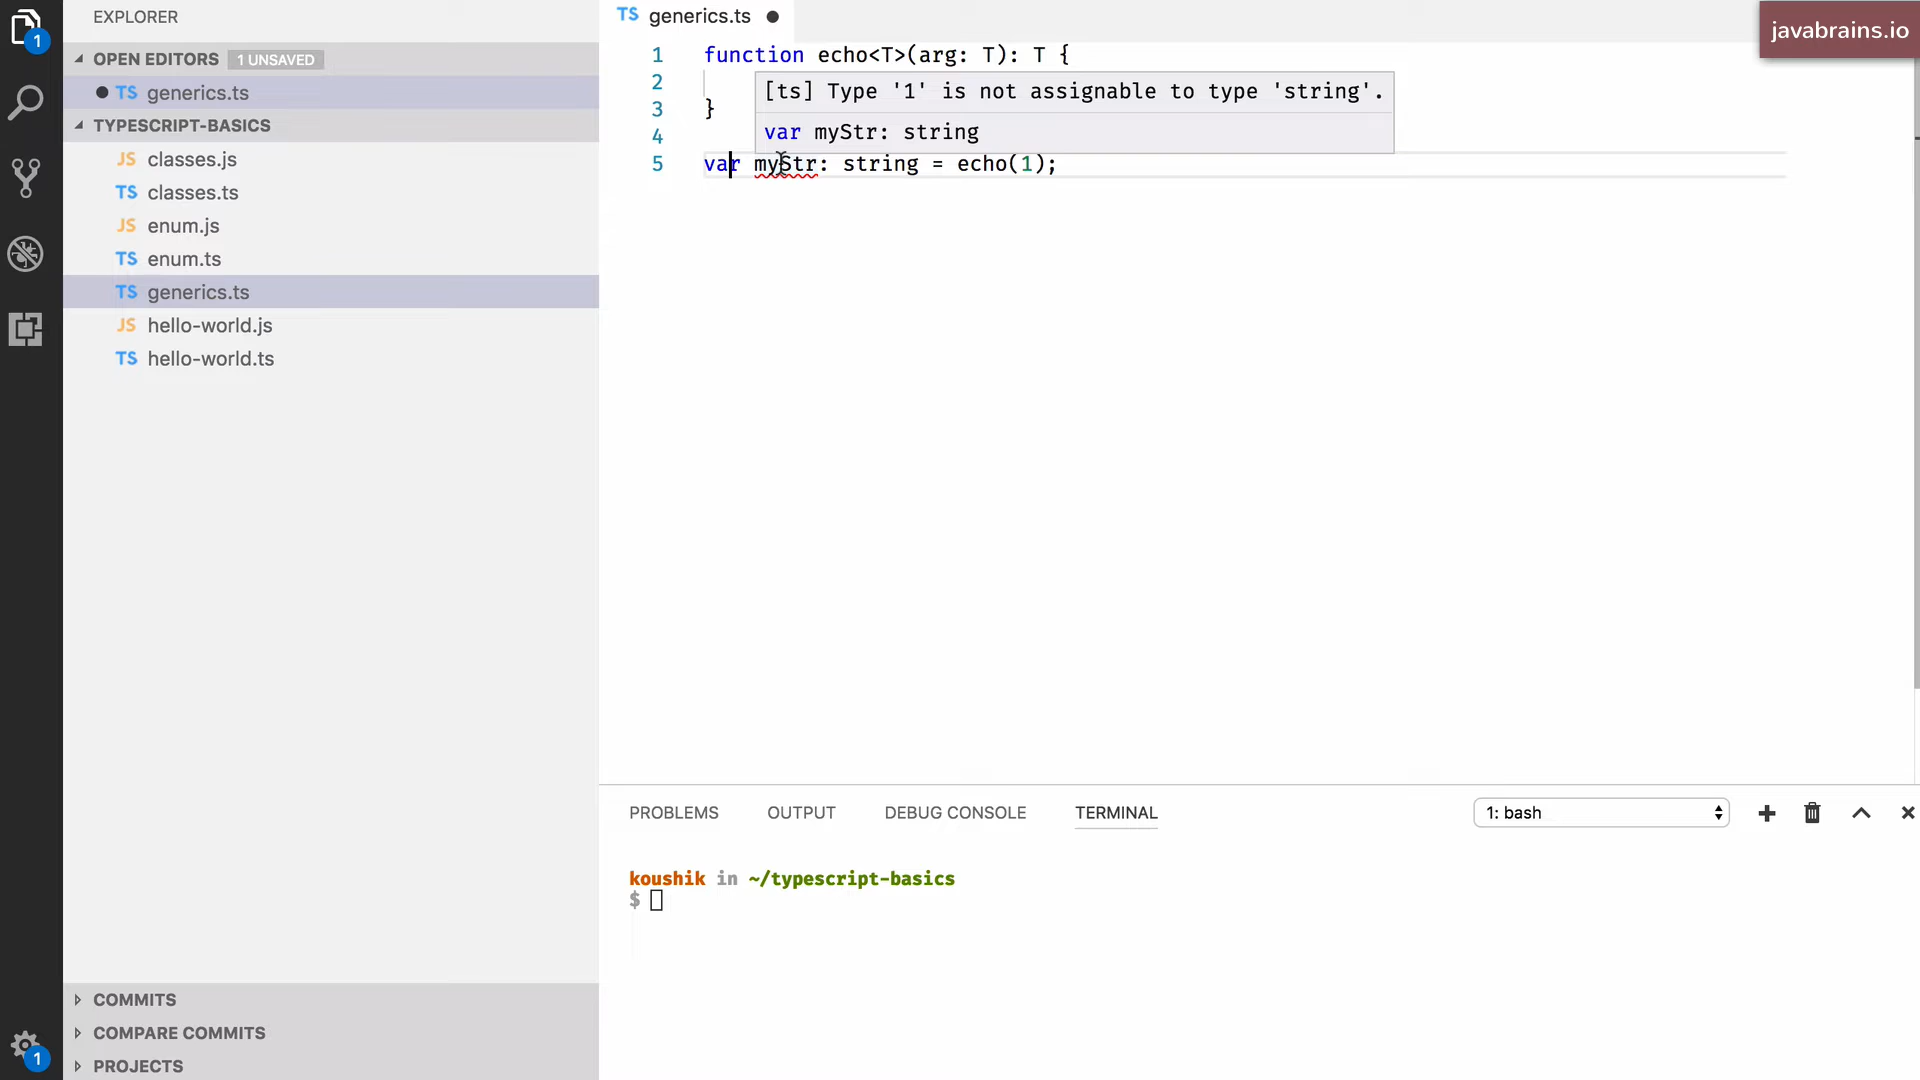 EXPLORER
OPEN EDITORS 1 UNSAVED
TS generics.ts
TYPESCRIPT-BASICS
JS classes.js
TS classes.ts
JS enum.js
TS enum.ts
TS generics.ts
JS hello-world.js
TS hello-world.ts
COMMITS
COMPARE COMMITS
PROJECTS
1
1
TS generics.ts
javabrains.io
1 function echo<T>(arg: T): T {
2
[ts] Type '1' is not assignable to type 'string'.
3 }
var myStr: string
4
5 var myStr: string = echo(1);
PROBLEMS OUTPUT DEBUG CONSOLE TERMINAL 1: bash
koushik in ~/typescript-basics
$